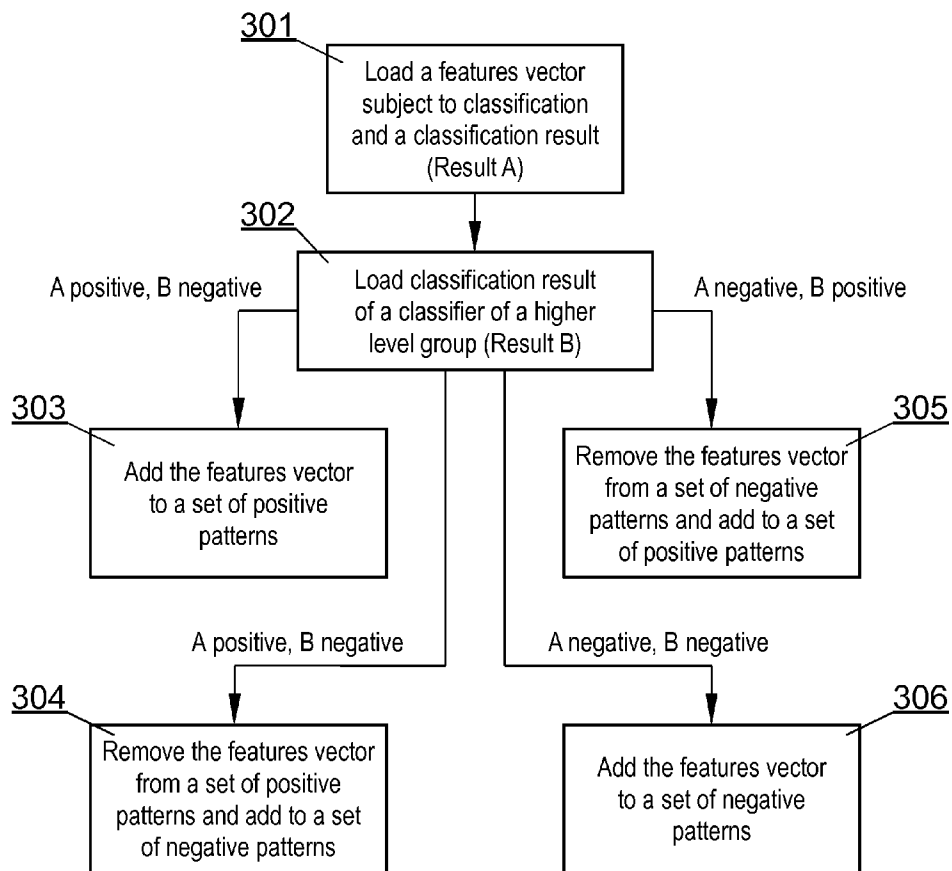 301
Load a features vector
subject to classification
and a classification result
(Result A)
302
Load classification result
of a classifier of a higher
level group (Result B)
A positive, B negative
A negative, B positive
303
Add the features vector
to a set of positive
patterns
305
Remove the features vector
from a set of negative
patterns and add to a set
of positive patterns
A positive, B negative
A negative, B negative
304
Remove the features vector
from a set of positive
patterns and add to a set
of negative patterns
306
Add the features vector
to a set of negative
patterns